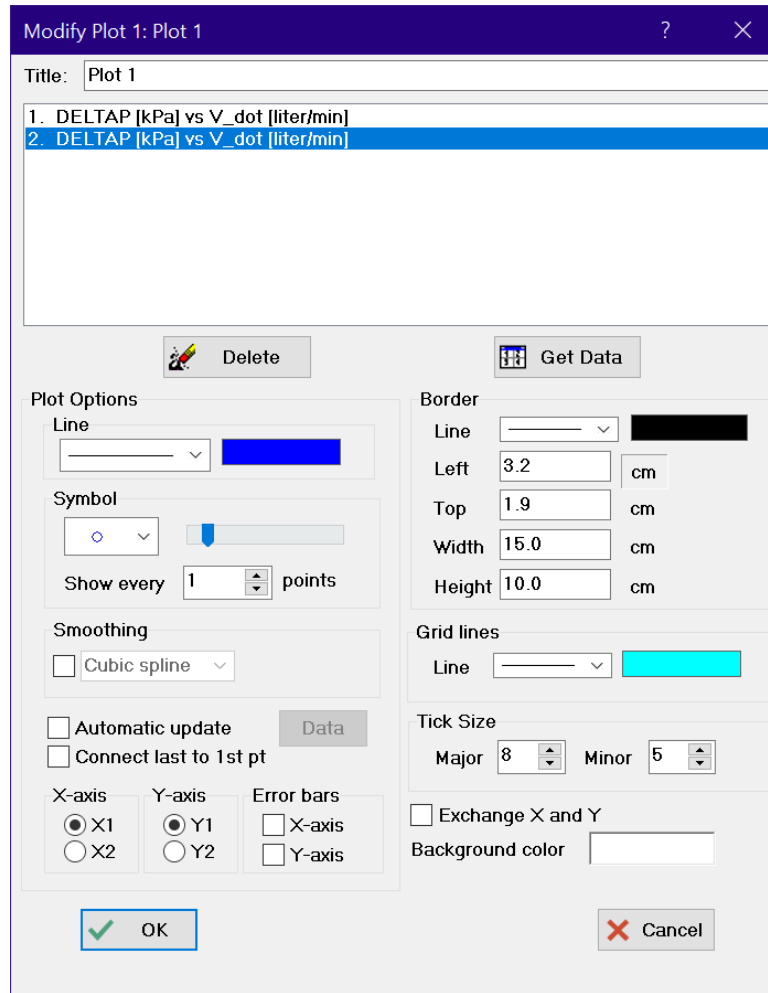 Modify Plot 1: Plot 1 ?
Title: Plot 1
1. DELTAP [kPa] vs V_dot [liter/min]
2. DELTAP [kPa] vs V_dot [liter/min]
Delete
Get Data
Plot Options
Line
Symbol
Show every 1 points
Smoothing
Cubic spline
Automatic update Data
Connect last to 1st pt
X-axis Y-axis Error bars
X1 Y1 X-axis
X2 Y2 Y-axis
Border
Line
Left 3.2 cm
Top 1.9 cm
Width 15.0 cm
Height 10.0 cm
Grid lines
Line
Tick Size
Major 8 Minor 5
Exchange X and Y
Background color
OK
Cancel